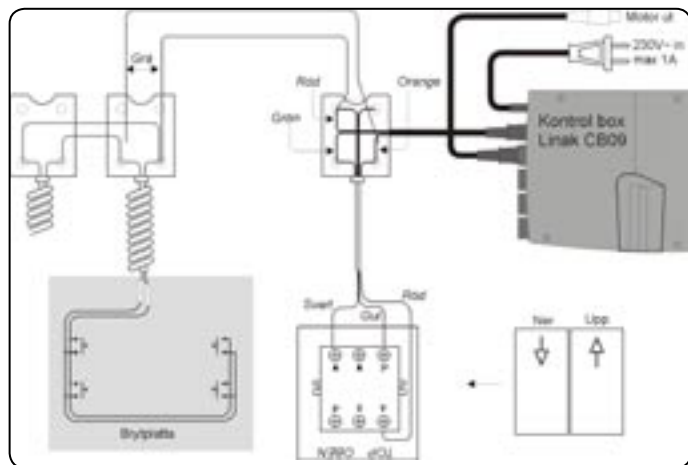 Motor ut
230V~ in
max 1A
Grå
Röd
Orange
Grön
Kontrol box
Linak CB09
Svart
Gul
Röd
Ner
Upp
Brytplatta
TOP